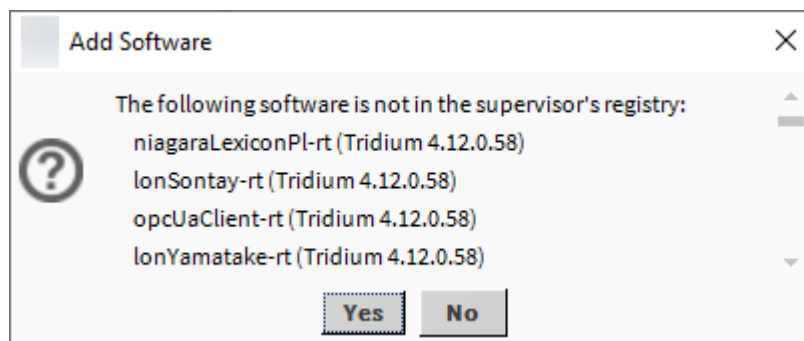 Add Software
The following software is not in the supervisor's registry:
niagaraLexiconPl-rt (Tridium 4.12.0.58)
lonSontay-rt (Tridium 4.12.0.58)
opcUaClient-rt (Tridium 4.12.0.58)
lonYamatake-rt (Tridium 4.12.0.58)
Yes No